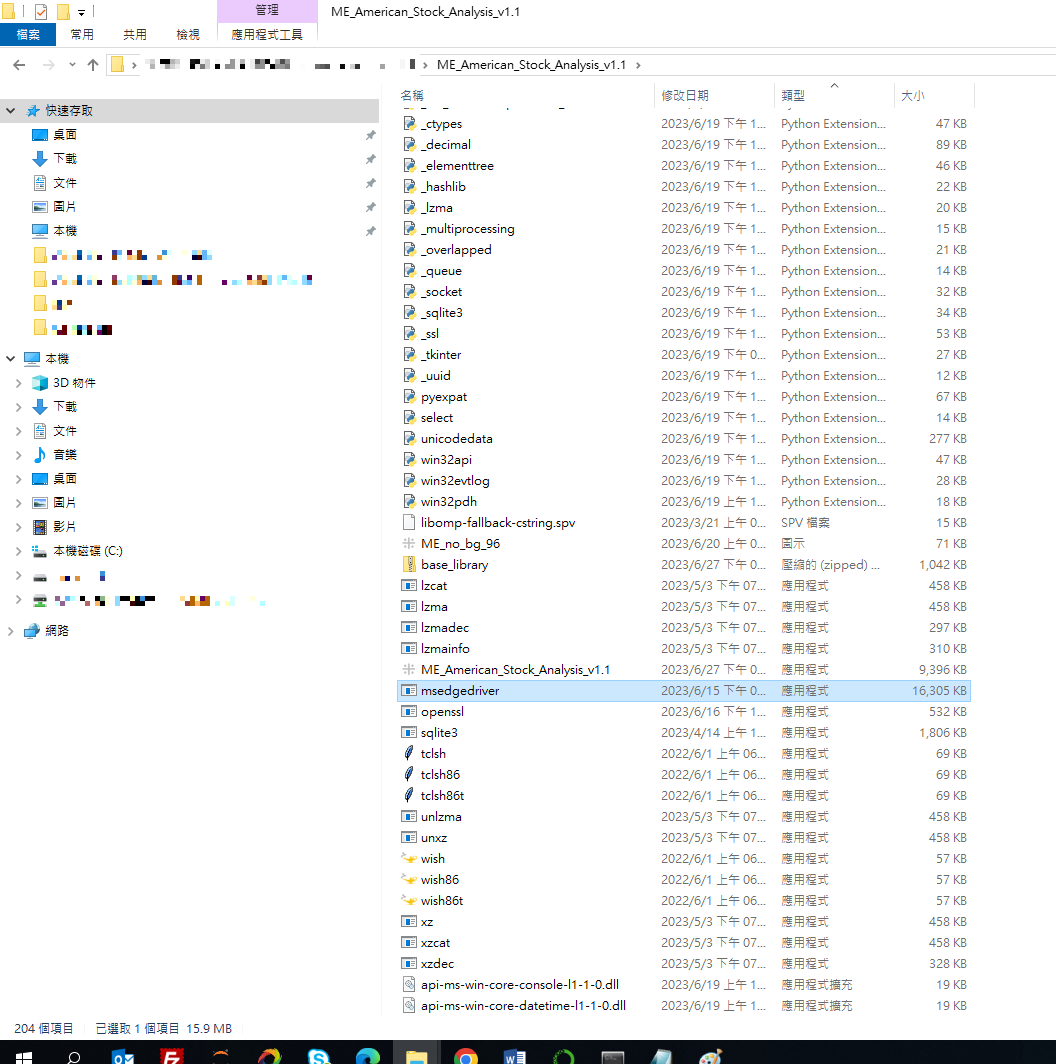 管理
ME_American_Stock_Analysis_v1.1
檔案
常用
共用
檢視
應用程式工具
ME_American_Stock_Analysis_v1.1
快速存取
桌面
下載
文件
圖片
本機
本機
3D 物件
下載
文件
音樂
桌面
圖片
影片
本機磁碟 (C:)
網路
名稱 修改日期 類型 大小
_ctypes 2023/6/19 下午 1... Python Extension... 47 KB
_decimal 2023/6/19 下午 1... Python Extension... 89 KB
_elementtree 2023/6/19 下午 1... Python Extension... 46 KB
_hashlib 2023/6/19 下午 1... Python Extension... 22 KB
_lzma 2023/6/19 下午 1... Python Extension... 20 KB
_multiprocessing 2023/6/19 下午 1... Python Extension... 15 KB
_overlapped 2023/6/19 下午 1... Python Extension... 21 KB
_queue 2023/6/19 下午 1... Python Extension... 14 KB
_socket 2023/6/19 下午 1... Python Extension... 32 KB
_sqlite3 2023/6/19 下午 1... Python Extension... 34 KB
_ssl 2023/6/19 下午 1... Python Extension... 53 KB
_tkinter 2023/6/19 下午 0... Python Extension... 27 KB
_uuid 2023/6/19 下午 0... Python Extension... 12 KB
pyexpat 2023/6/19 下午 1... Python Extension... 67 KB
select 2023/6/19 下午 1... Python Extension... 14 KB
unicodedata 2023/6/19 下午 1... Python Extension... 277 KB
win32api 2023/6/19 下午 1... Python Extension... 47 KB
win32evtlog 2023/6/19 下午 1... Python Extension... 28 KB
win32pdh 2023/6/19 上午 1... Python Extension... 18 KB
libomp-fallback-cstring.spv 2023/3/21 上午 0... SPV 檔案 15 KB
ME_no_bg_96 2023/6/20 上午 0... 圖示 71 KB
base_library 2023/6/27 下午 0... 壓縮的 (zipped) ... 1,042 KB
lzcat 2023/5/3 下午 07... 應用程式 458 KB
lzma 2023/5/3 下午 07... 應用程式 458 KB
lzmadec 2023/5/3 下午 07... 應用程式 297 KB
lzmainfo 2023/5/3 下午 07... 應用程式 310 KB
ME_American_Stock_Analysis_v1.1 2023/6/27 下午 0... 應用程式 9,396 KB
msedgedriver 2023/6/15 下午 0... 應用程式 16,305 KB
openssl 2023/6/16 下午 1... 應用程式 532 KB
sqlite3 2023/4/14 上午 1... 應用程式 1,806 KB
tclsh 2022/6/1 上午 06... 應用程式 69 KB
tclsh86 2022/6/1 上午 06... 應用程式 69 KB
tclsh86t 2022/6/1 上午 06... 應用程式 69 KB
unlzma 2023/5/3 下午 07... 應用程式 458 KB
unxz 2023/5/3 下午 07... 應用程式 458 KB
wish 2022/6/1 上午 06... 應用程式 57 KB
wish86 2022/6/1 上午 06... 應用程式 57 KB
wish86t 2022/6/1 上午 06... 應用程式 57 KB
xz 2023/5/3 下午 07... 應用程式 458 KB
xzcat 2023/5/3 下午 07... 應用程式 458 KB
xzdec 2023/5/3 下午 07... 應用程式 328 KB
api-ms-win-core-console-l1-1-0.dll 2023/6/19 上午 1... 應用程式擴充 19 KB
api-ms-win-core-datetime-l1-1-0.dll 2023/6/19 上午 1... 應用程式擴充 19 KB
204 個項目 已選取 1 個項目 15.9 MB